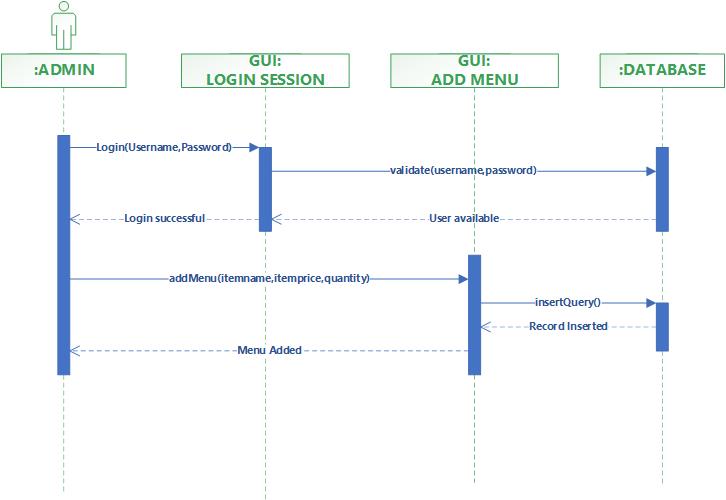 :ADMIN
GUI:
LOGIN SESSION
GUI:
ADD MENU
:DATABASE
Login(Username,Password)
validate(username,password)
Login successful
User available
addMenu(itemname,itemprice,quantity)
insertQuery()
Record Inserted
Menu Added